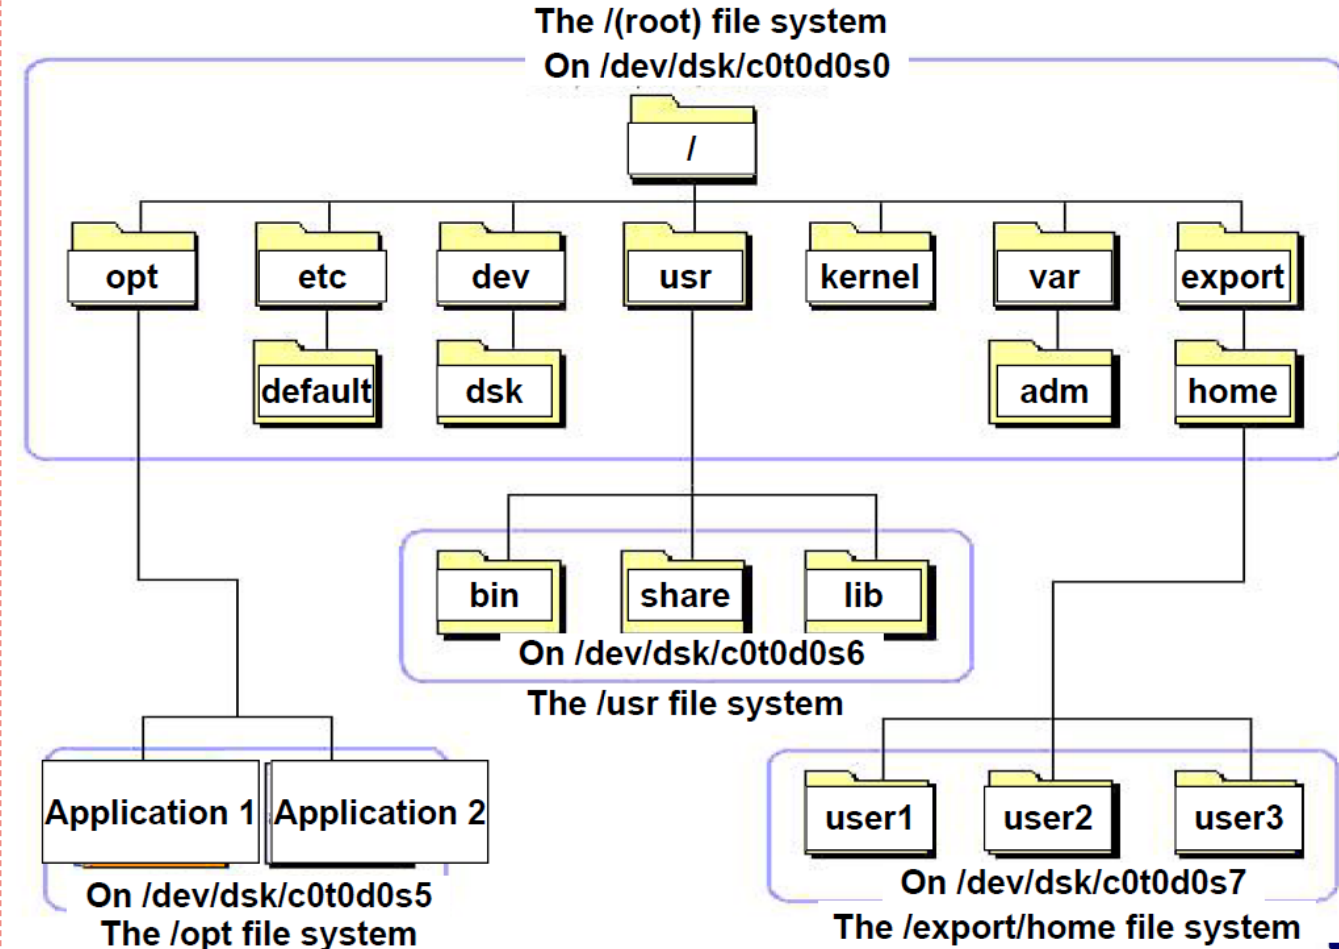 The /(root) file system
On /dev/dsk/c0t0d0s0
/
opt etc dev usr kernel var export
default dsk adm home
bin share lib
On /dev/dsk/c0t0d0s6
The /usr file system
Application 1 Application 2
On /dev/dsk/c0t0d0s5
The /opt file system
user1 user2 user3
On /dev/dsk/c0t0d0s7
The /export/home file system